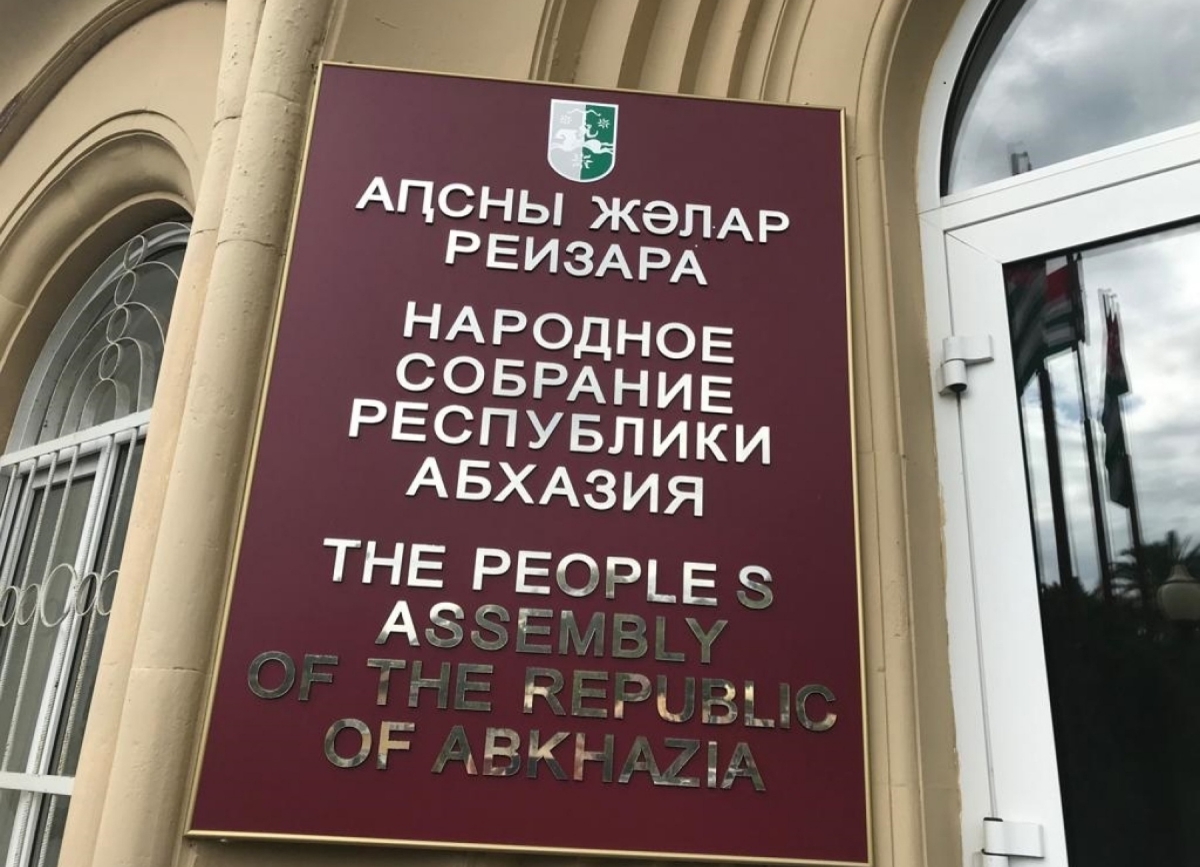 АԤСНЫ ЖӘЛАР
РЕИЗАРА
НАРОДНОЕ
СОБРАНИЕ
РЕСПУБЛИКИ
АБХАЗИЯ
THE PEOPLE S
ASSEMBLY
OF THE REPUBLIC
OF ABKHAZIA